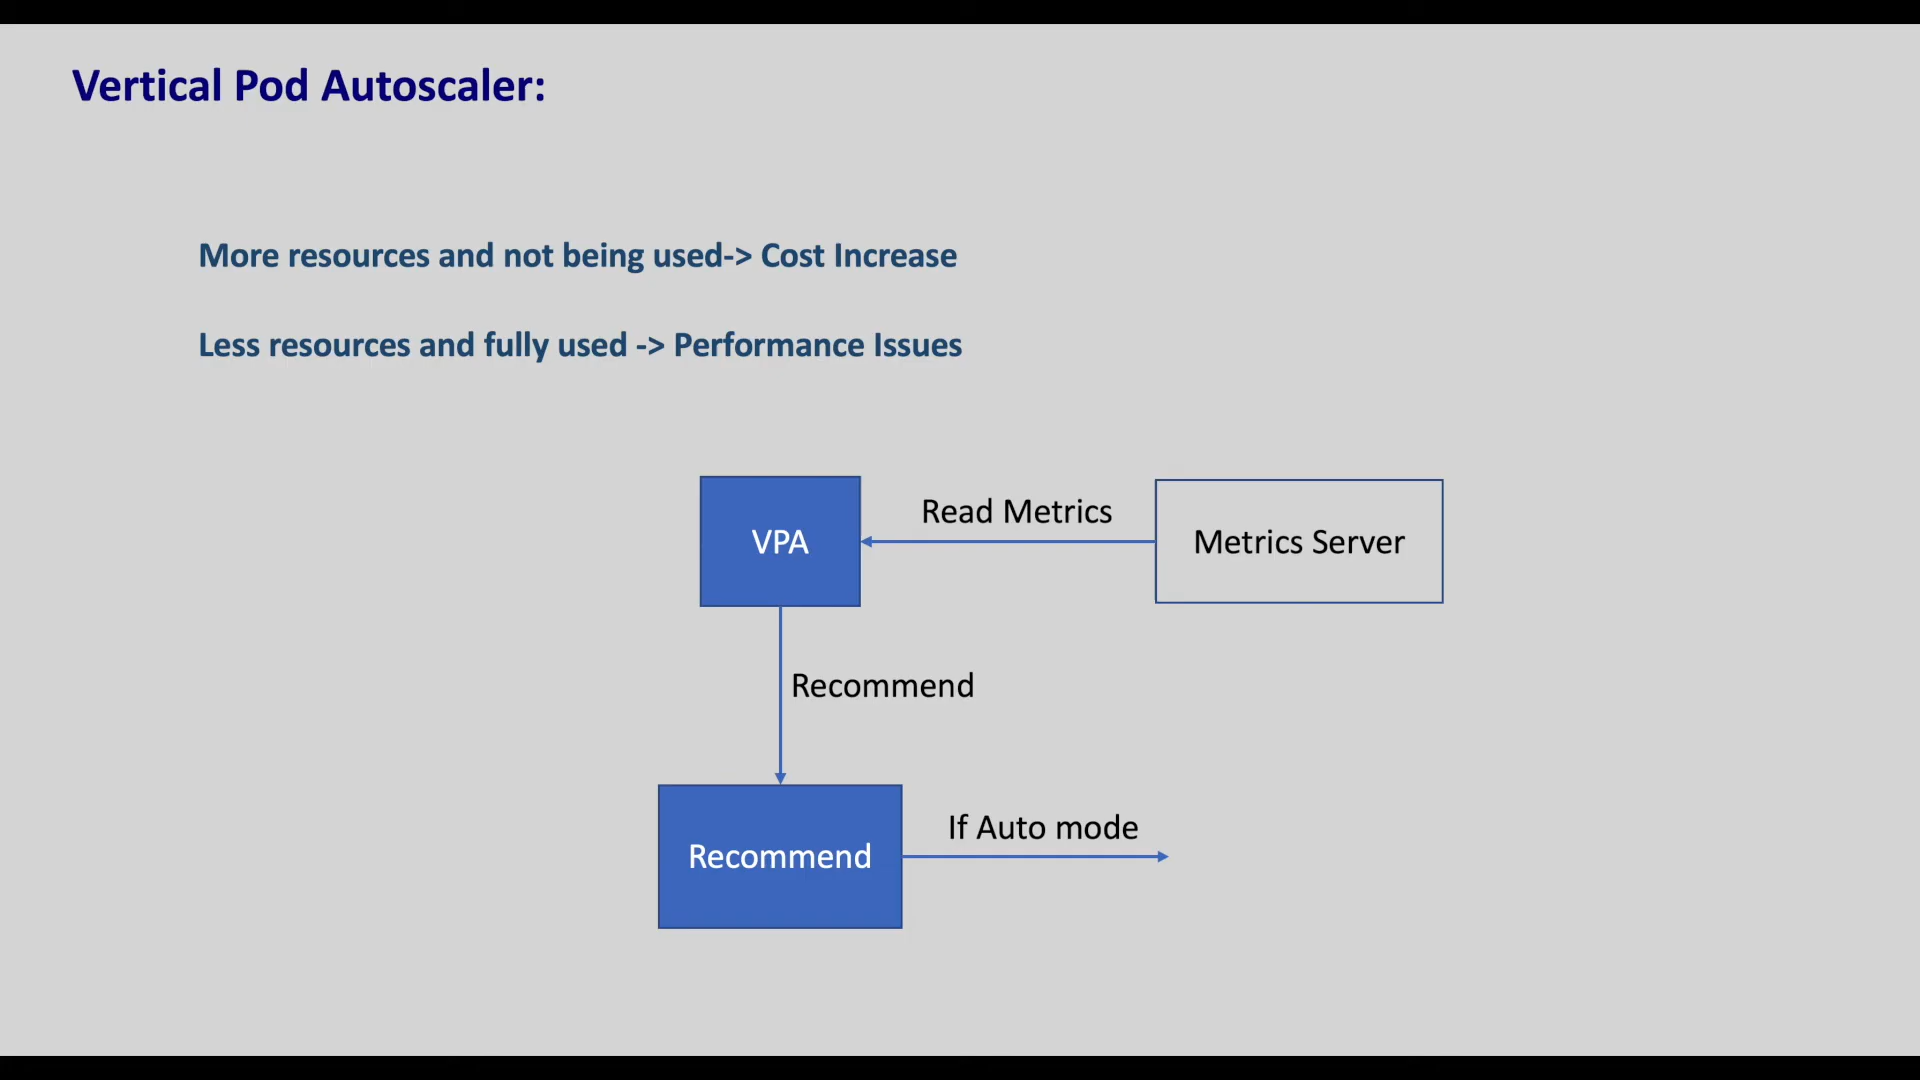 Vertical Pod Autoscaler:
More resources and not being used-> Cost Increase
Less resources and fully used -> Performance Issues
VPA
Read Metrics
Metrics Server
Recommend
Recommend
If Auto mode